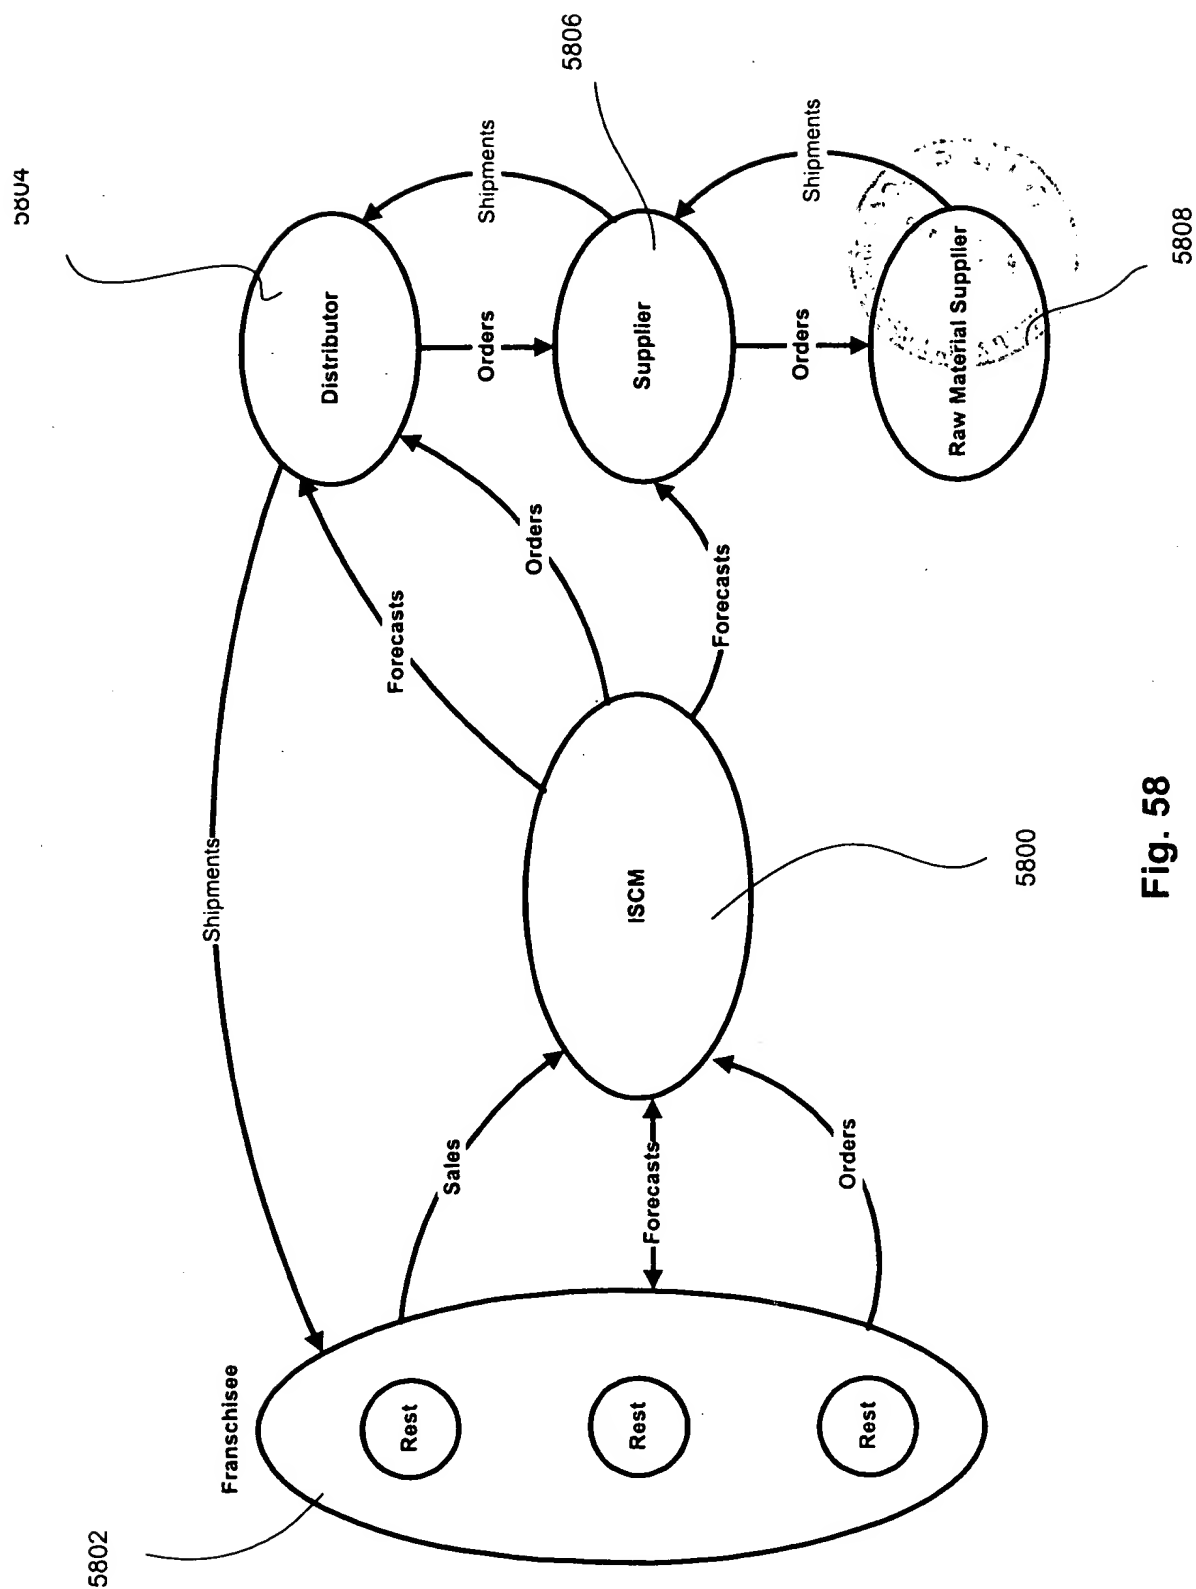 5802
Franschisee
Rest
Rest
Rest
Shipments
Sales
Forecasts
Orders
ISCM
5800
Forecasts
Orders
Forecasts
5804
Distributor
Orders
Shipments
5806
Supplier
Orders
Shipments
Raw Material Supplier
5808
Fig. 58